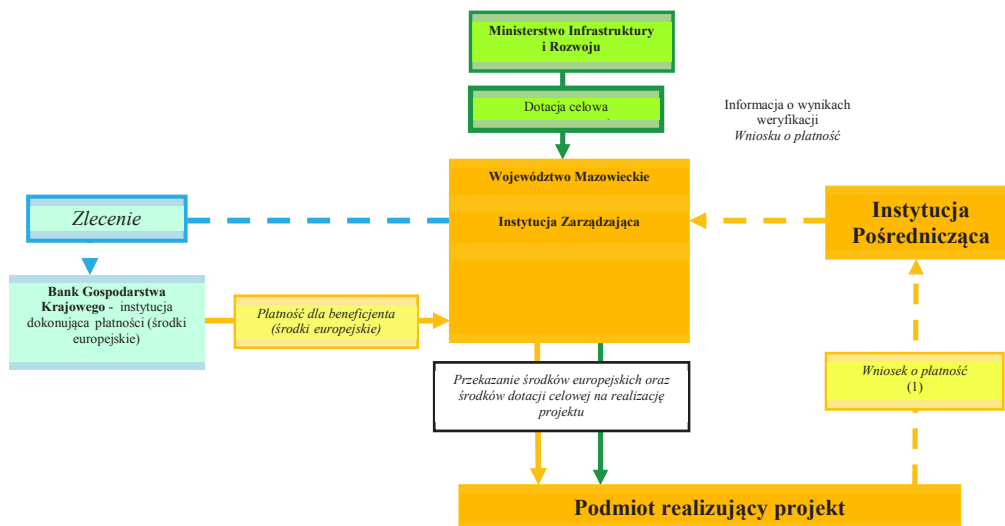 Ministerstwo Infrastruktury
i Rozwoju
Dotacja celowa
Informacja o wynikach
weryfikacji
Wniosku o płatność
Województwo Mazowieckie
Instytucja Zarządzająca
Zlecenie
Instytucja
Pośrednicząca
Bank Gospodarstwa
Krajowego - instytucja
dokonująca płatności (środki
europejskie)
Płatność dla beneficjenta
(środki europejskie)
Wniosek o płatność
(1)
Przekazanie środków europejskich oraz
środków dotacji celowej na realizację
projektu
Podmiot realizujący projekt